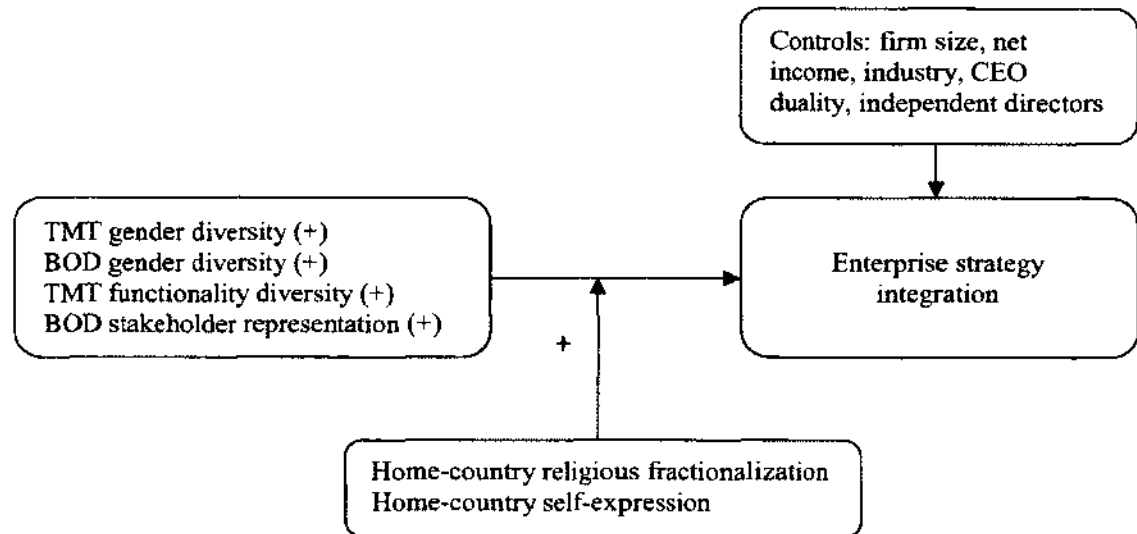 Controls: firm size, net
income, industry, CEO
duality, independent directors
TMT gender diversity (+)
BOD gender diversity (+)
TMT functionality diversity (+)
BOD stakeholder representation (+)
Enterprise strategy
integration
+
Home-country religious fractionalization
Home-country self-expression